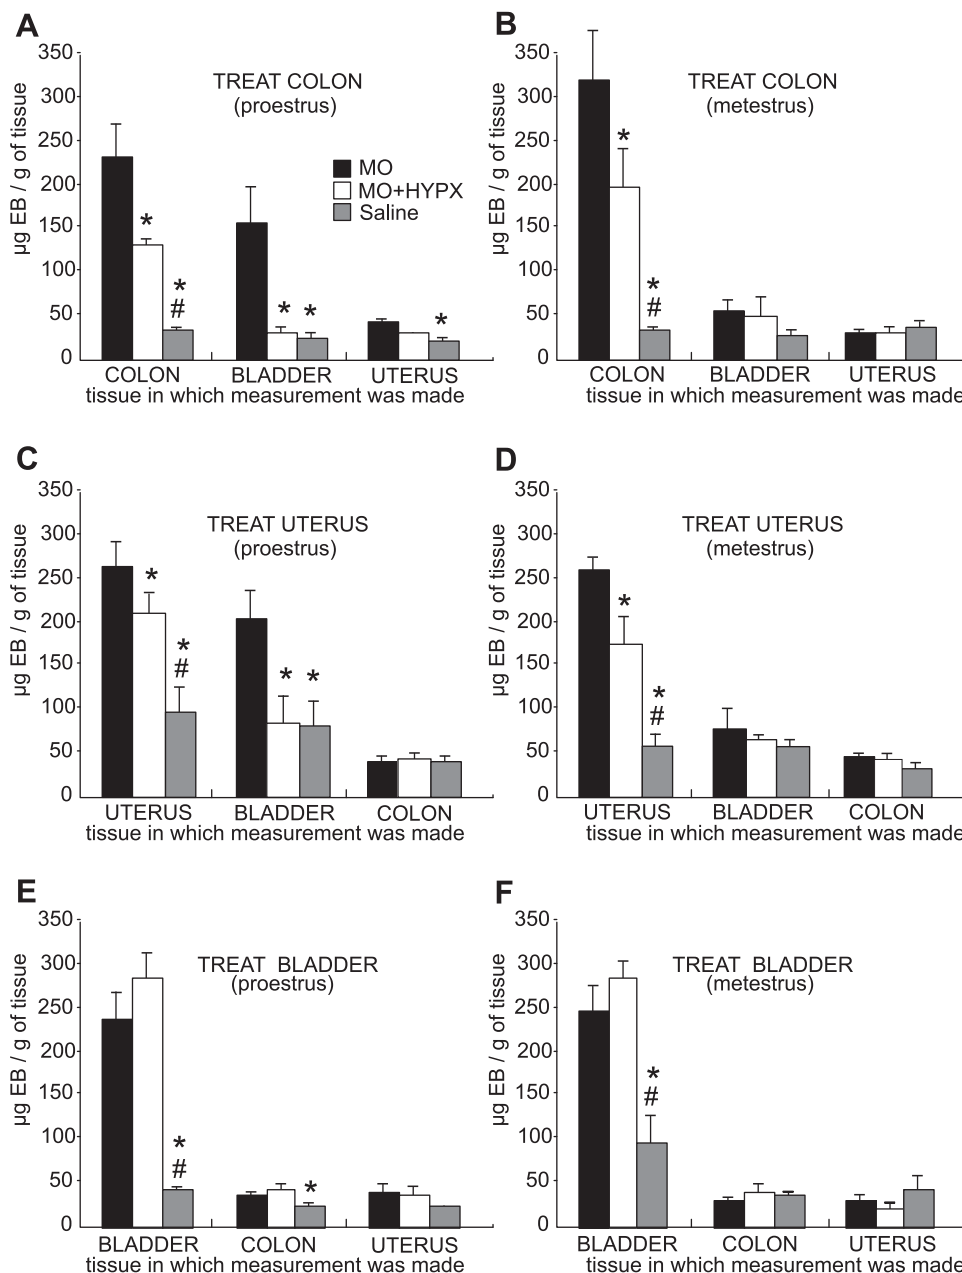 A
350
300
250
200
150
100
50
0
µg EB / g of tissue
TREAT COLON
(proestrus)
MO
MO+HYPX
Saline
*
*
#
* *
*
COLON BLADDER UTERUS
tissue in which measurement was made
B
350
300
250
200
150
100
50
0
µg EB / g of tissue
TREAT COLON
(metestrus)
*
*
#
COLON BLADDER UTERUS
tissue in which measurement was made
C
350
300
250
200
150
100
50
0
µg EB / g of tissue
TREAT UTERUS
(proestrus)
*
*
#
* *
UTERUS BLADDER COLON
tissue in which measurement was made
D
350
300
250
200
150
100
50
0
µg EB / g of tissue
TREAT UTERUS
(metestrus)
*
*
#
UTERUS BLADDER COLON
tissue in which measurement was made
E
350
300
250
200
150
100
50
0
µg EB / g of tissue
TREAT BLADDER
(proestrus)
*
#
*
BLADDER COLON UTERUS
tissue in which measurement was made
F
350
300
250
200
150
100
50
0
µg EB / g of tissue
TREAT BLADDER
(metestrus)
*
#
BLADDER COLON UTERUS
tissue in which measurement was made